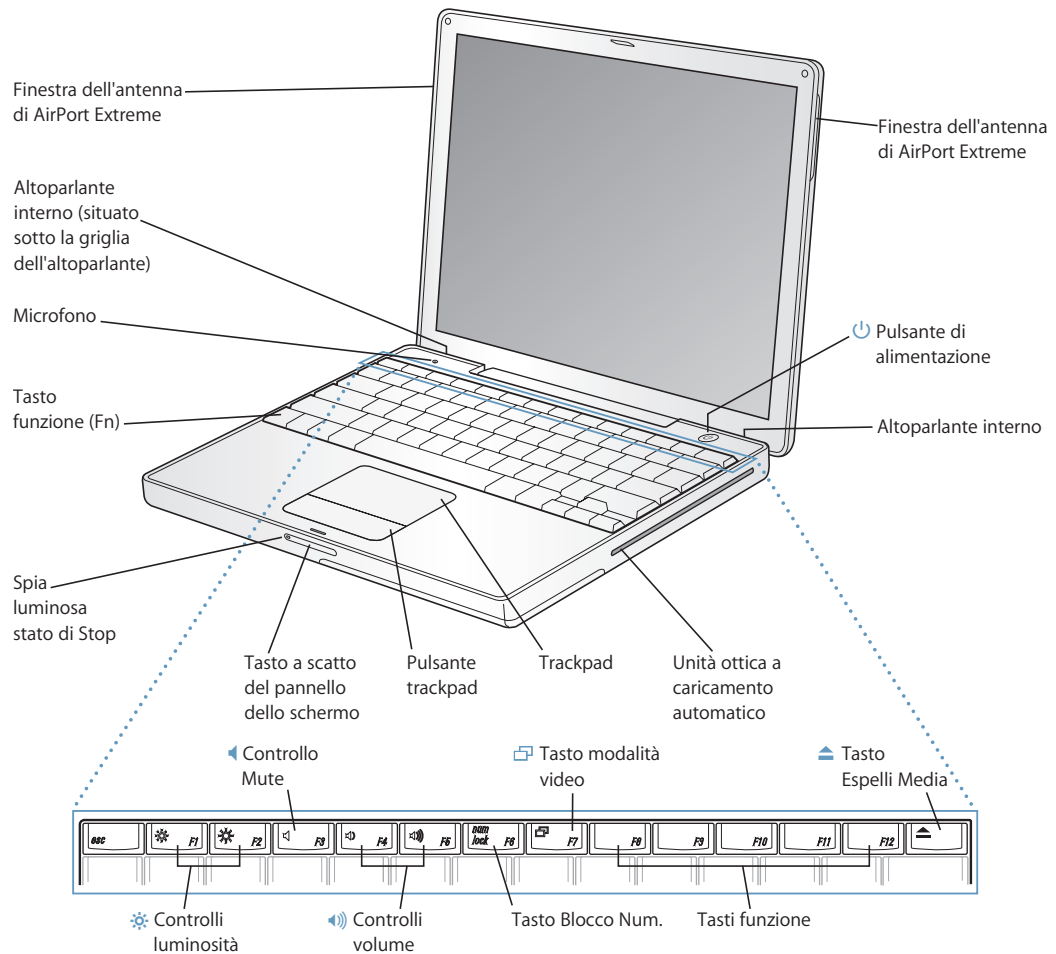 Finestra dell'antenna
di AirPort Extreme
Finestra dell'antenna
di AirPort Extreme
Altoparlante
interno (situato
sotto la griglia
dell'altoparlante)
Microfono
Pulsante di
alimentazione
Tasto
funzione (Fn)
Altoparlante interno
Spia
luminosa
stato di Stop
Tasto a scatto
del pannello
dello schermo
Pulsante
trackpad
Trackpad
Unità ottica a
caricamento
automatico
Controllo
Mute
Tasto modalità
video
Tasto
Espelli Media
esc
F1
F2
F3
F4
F5
num
lock F6
F7
F8
F9
F10
F11
F12
Controlli
luminosità
Controlli
volume
Tasto Blocco Num.
Tasti funzione